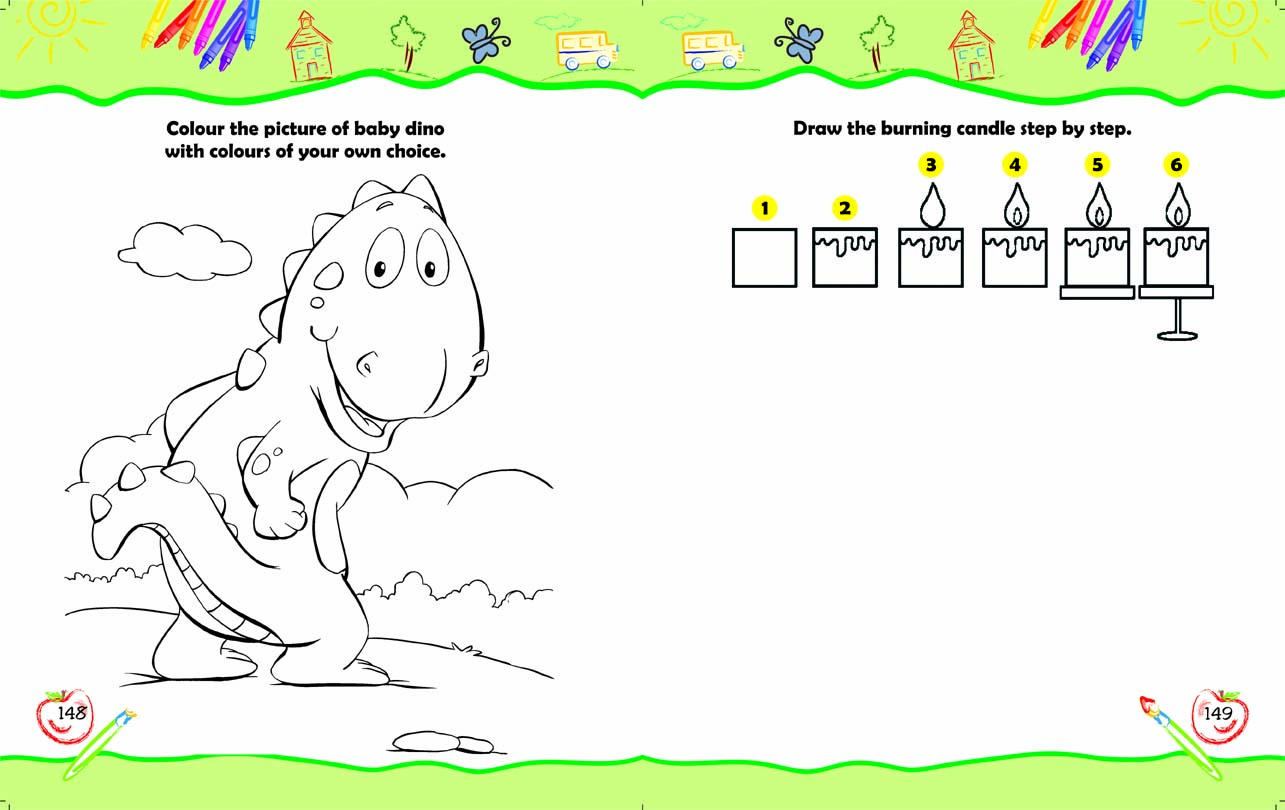 Colour the picture of baby dino
with colours of your own choice.
148
Draw the burning candle step by step.
1 2 3 4 5 6
149